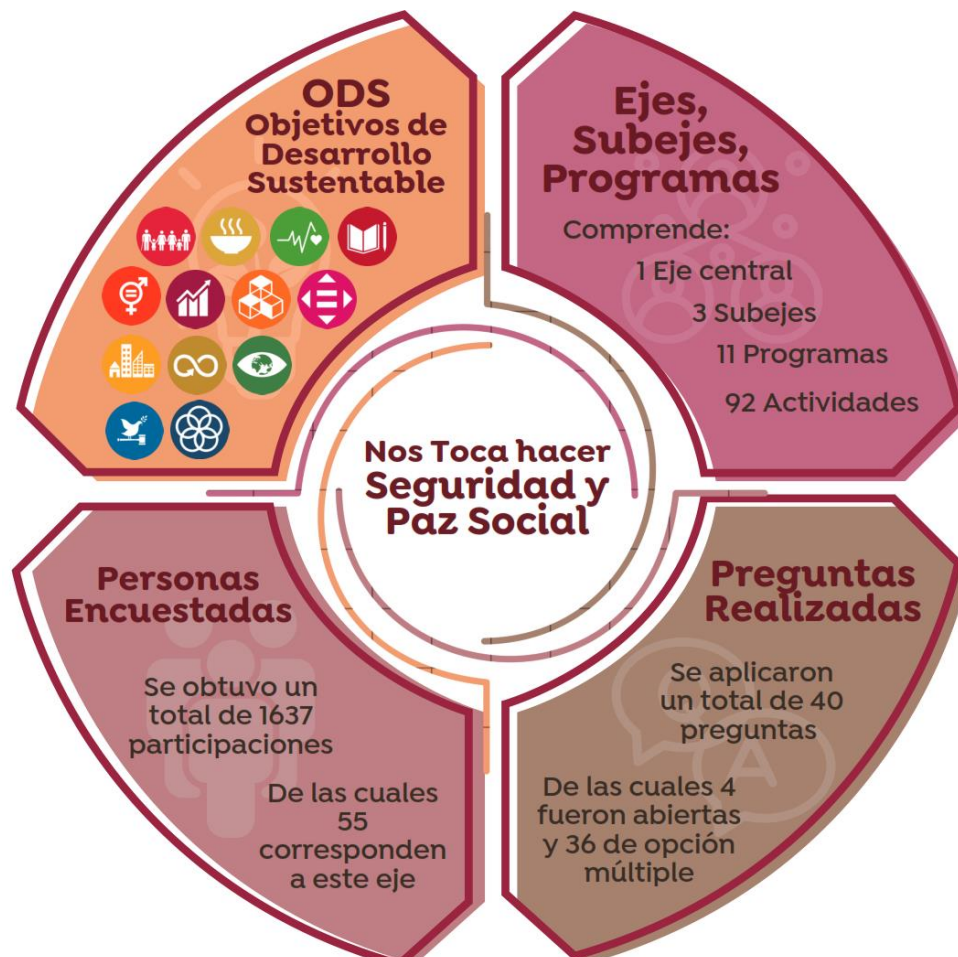 ODS
Objetivos de
Desarrollo
Sustentable
Ejes,
Subejes,
Programas
Comprende:
1 Eje central
3 Subejes
11 Programas
92 Actividades
Nos Toca hacer
Seguridad y
Paz Social
Personas
Encuestadas
Se obtuvo un
total de 1637
participaciones
De las cuales
55
corresponden
a este eje
Preguntas
Realizadas
Se aplicaron
un total de 40
preguntas
De las cuales 4
fueron abiertas
y 36 de opción
múltiple
A